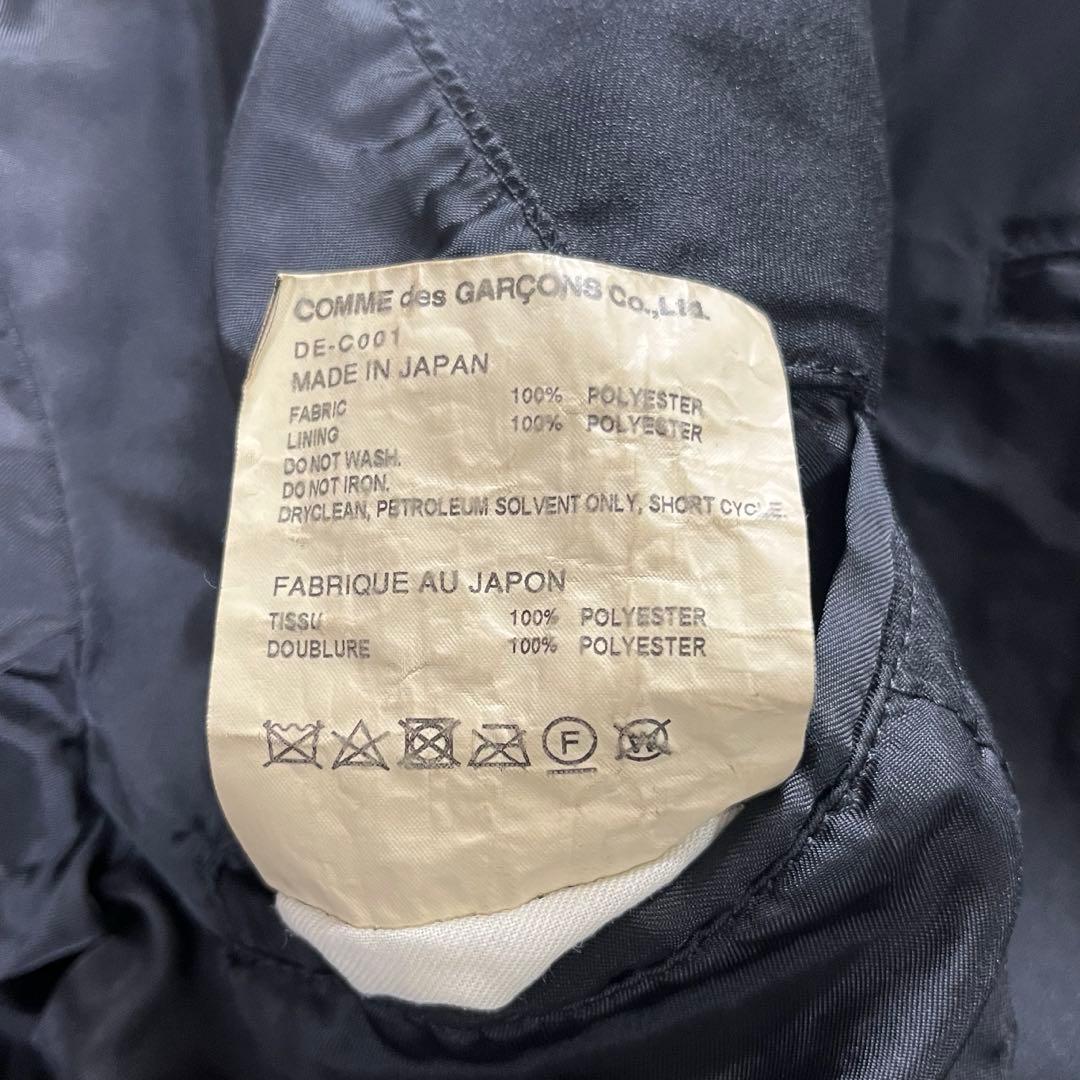 COMME des GARÇONS Co.,Ltd.
DE-C001
MADE IN JAPAN
FABRIC 100% POLYESTER
LINING 100% POLYESTER
DO NOT WASH.
DO NOT IRON.
DRYCLEAN, PETROLEUM SOLVENT ONLY, SHORT CYCLE.
FABRIQUE AU JAPON
TISSU 100% POLYESTER
DOUBLURE 100% POLYESTER
F W